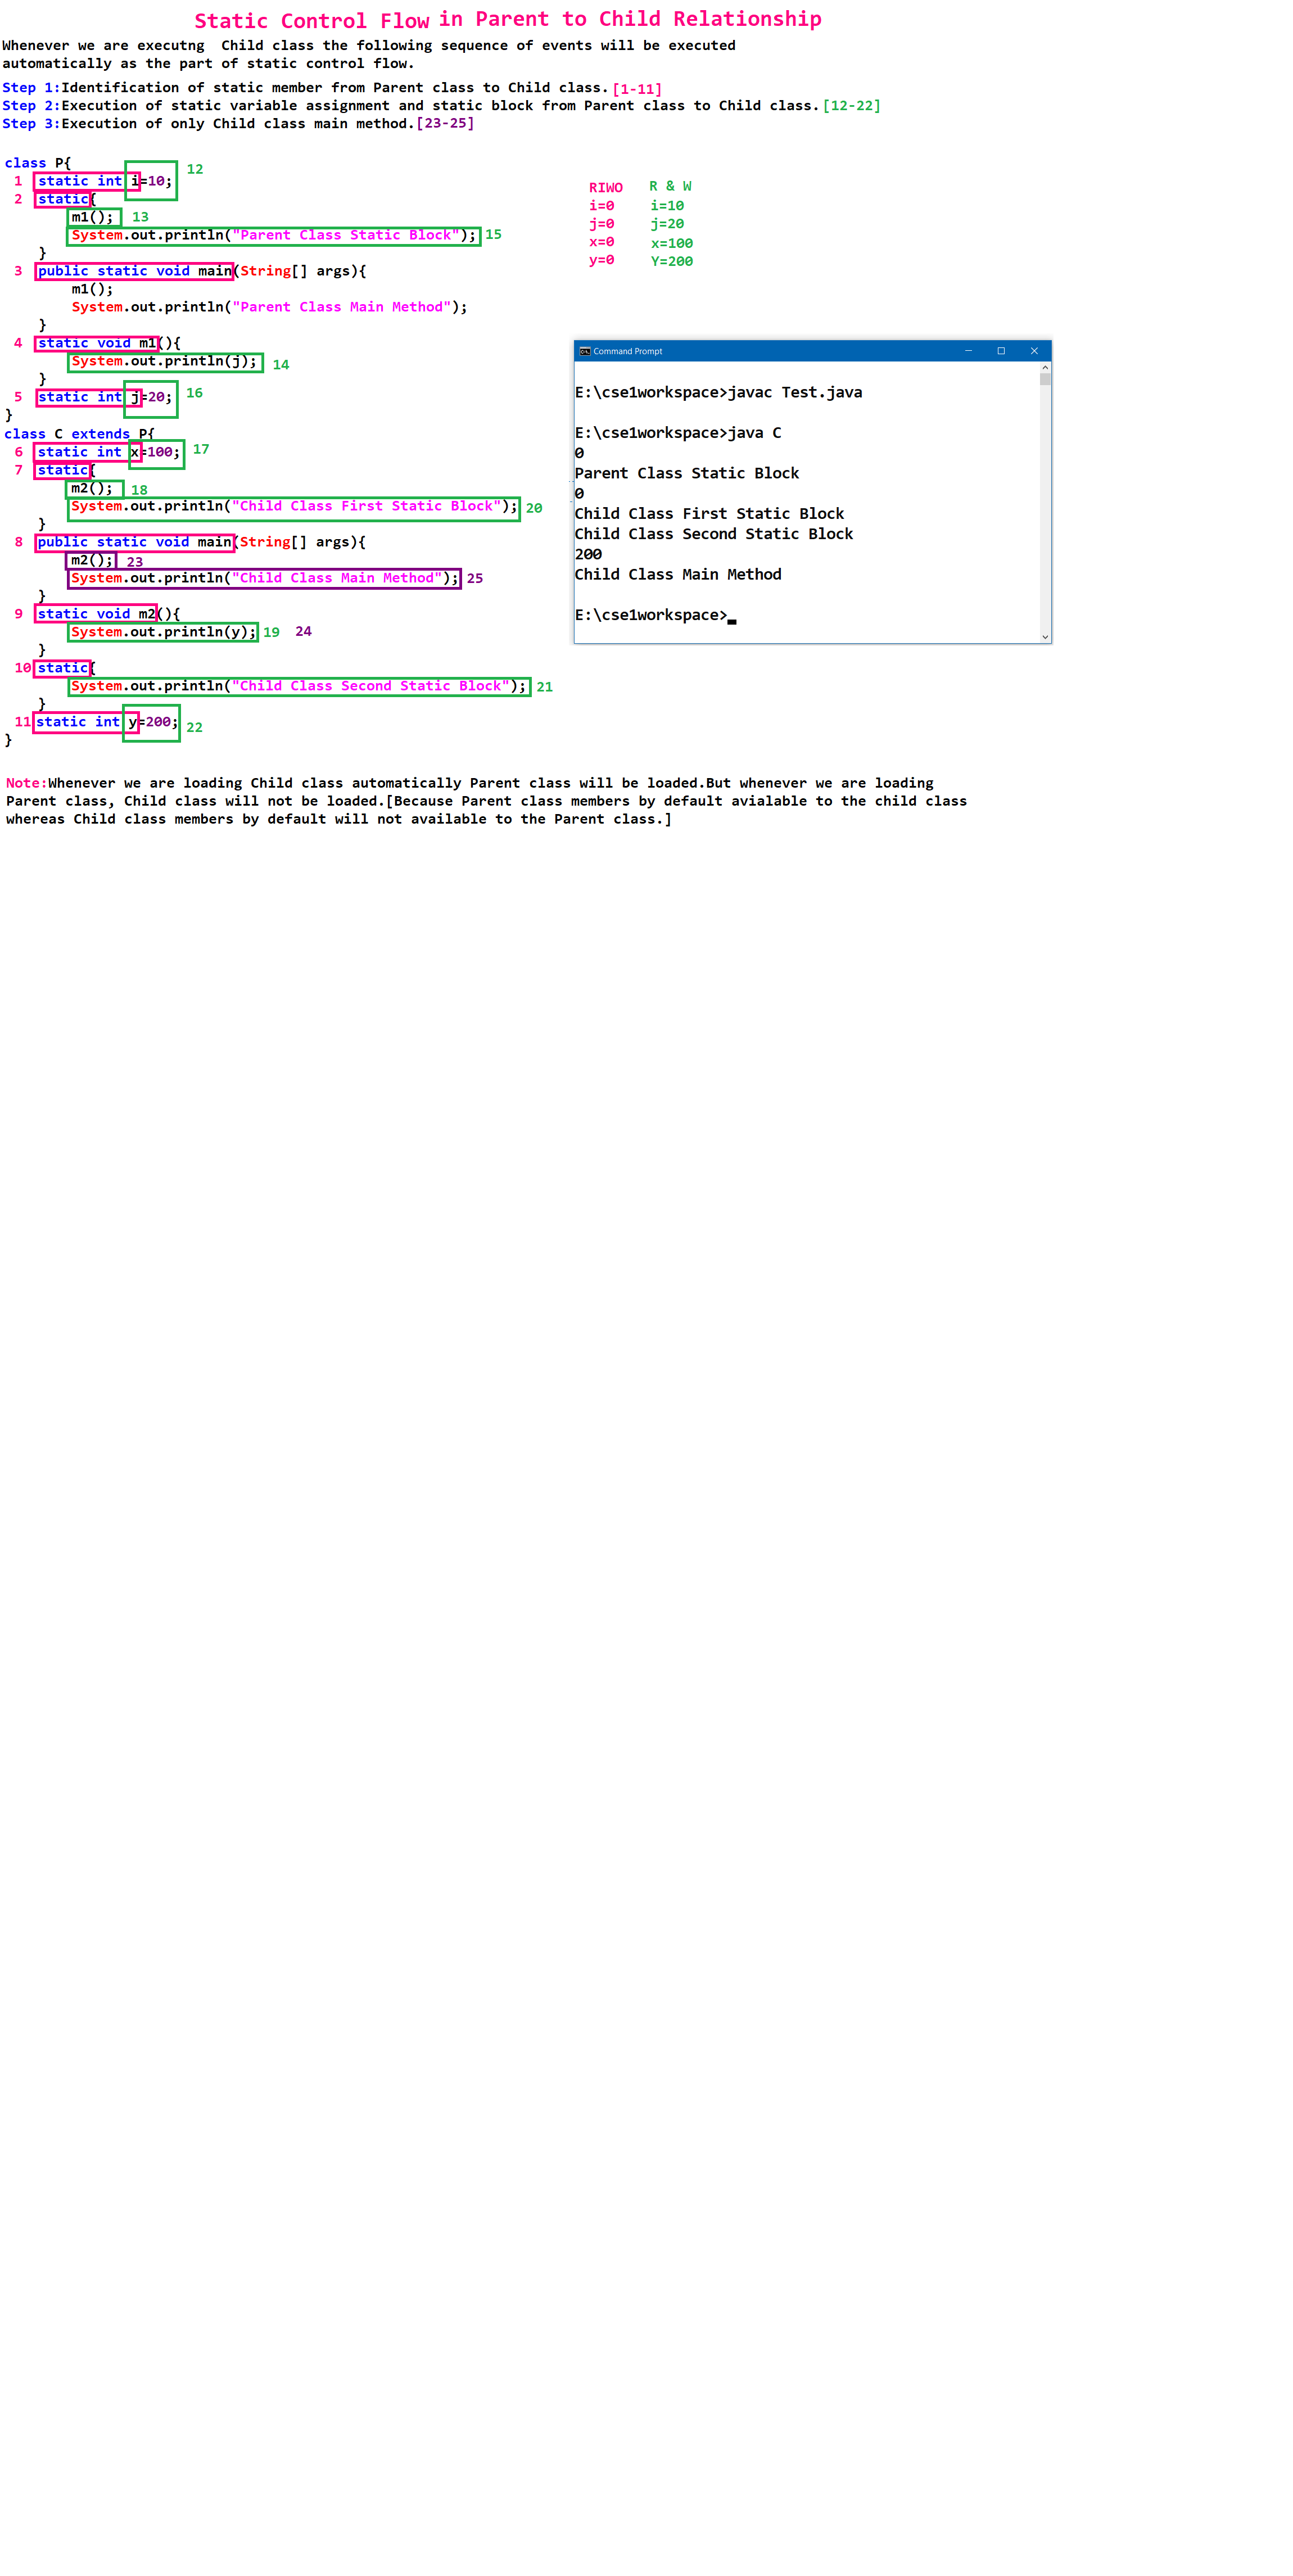 Static Control Flow in Parent to Child Relationship
Whenever we are executng  Child class the following sequence of events will be executed
automatically as the part of static control flow.
Step 1:Identification of static member from Parent class to Child class.[1-11]
Step 2:Execution of static variable assignment and static block from Parent class to Child class.[12-22]
Step 3:Execution of only Child class main method.[23-25]
class P{
1 static int i=10; 12
2 static{
m1(); 13
System.out.println("Parent Class Static Block"); 15
}
3 public static void main(String[] args){
m1();
System.out.println("Parent Class Main Method");
}
4 static void m1(){
System.out.println(j); 14
}
5 static int j=20; 16
}
class C extends P{
6 static int x=100; 17
7 static{
m2(); 18
System.out.println("Child Class First Static Block"); 20
}
8 public static void main(String[] args){
m2(); 23
System.out.println("Child Class Main Method"); 25
}
9 static void m2(){
System.out.println(y); 19 24
}
10 static{
System.out.println("Child Class Second Static Block"); 21
}
11 static int y=200; 22
}
RIWO R & W
i=0 i=10
j=0 j=20
x=0 x=100
y=0 Y=200
Command Prompt
E:\cse1workspace>javac Test.java
E:\cse1workspace>java C
0
Parent Class Static Block
0
Child Class First Static Block
Child Class Second Static Block
200
Child Class Main Method
E:\cse1workspace>
Note:Whenever we are loading Child class automatically Parent class will be loaded.But whenever we are loading
Parent class, Child class will not be loaded.[Because Parent class members by default avialable to the child class
whereas Child class members by default will not available to the Parent class.]